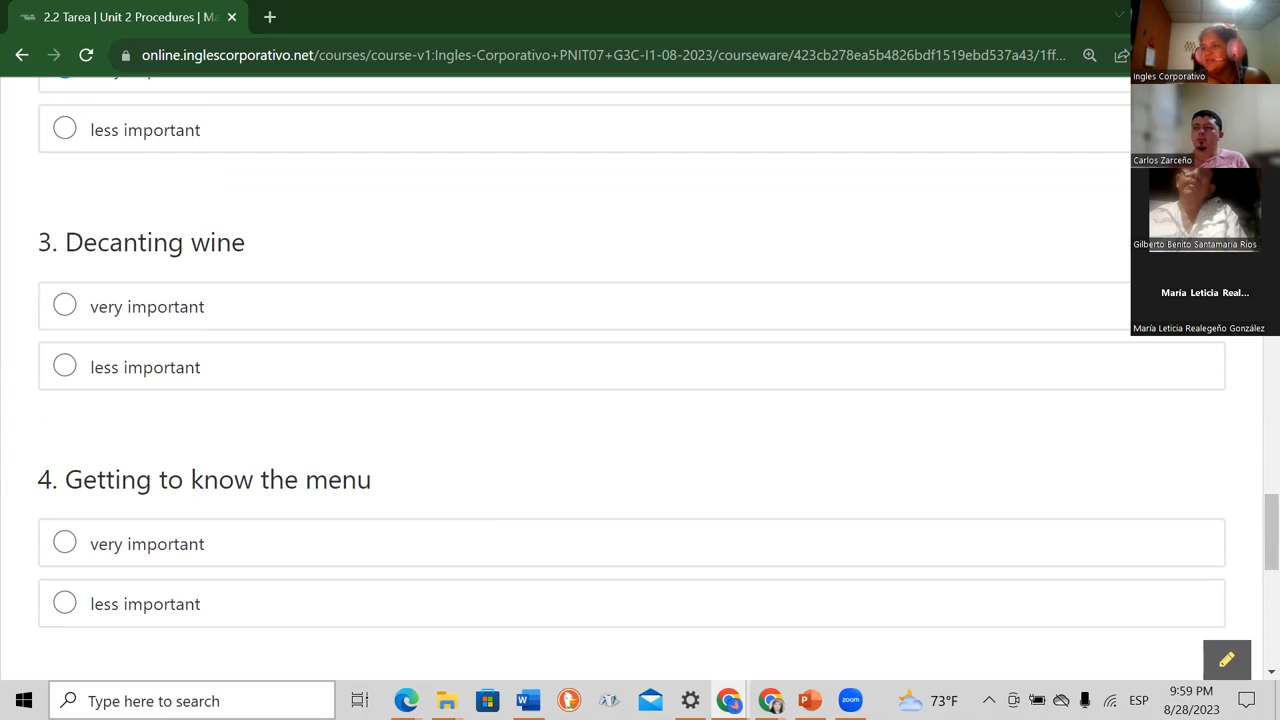 2.2 Tarea | Unit 2 Procedures | Ma
online.inglescorporativo.net/courses/course-v1:Ingles-Corporativo+PNIT07+G3C-I1-08-2023/courseware/423cb278ea5b4826bdf1519ebd537a43/1ff...
Ingles Corporativo
less important
Carlos Zarceño
3. Decanting wine
Gilberto Benito Santamaria Rios
very important
María Leticia Real...
María Leticia Realegeño González
less important
4. Getting to know the menu
very important
less important
Type here to search
73°F
ESP
9:59 PM
8/28/2023